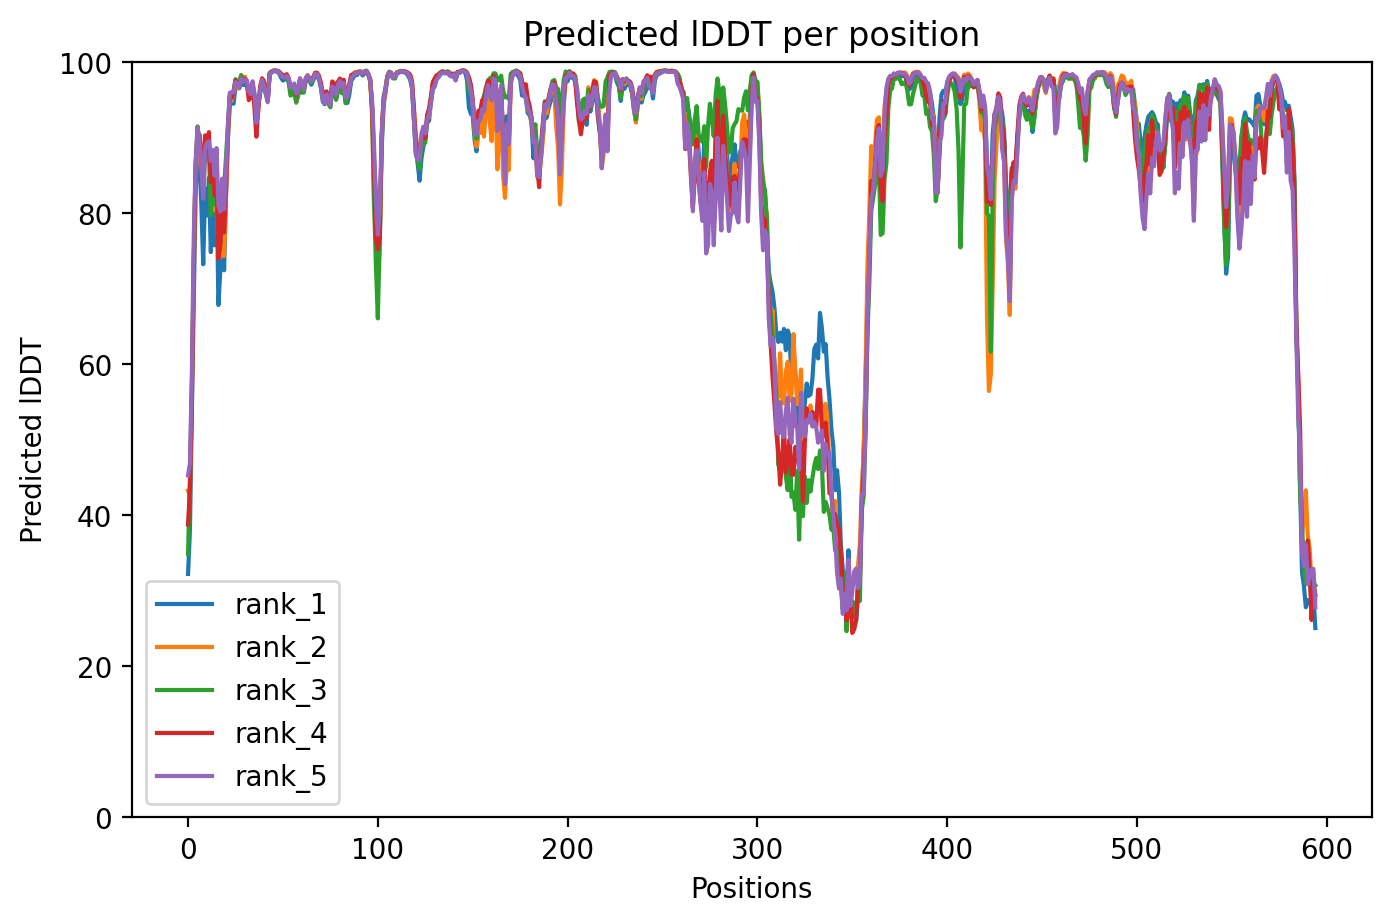 Predicted lDDT per position
Predicted lDDT
100
80
60
40
20
0
rank_1
rank_2
rank_3
rank_4
rank_5
0 100 200 300 400 500 600
Positions